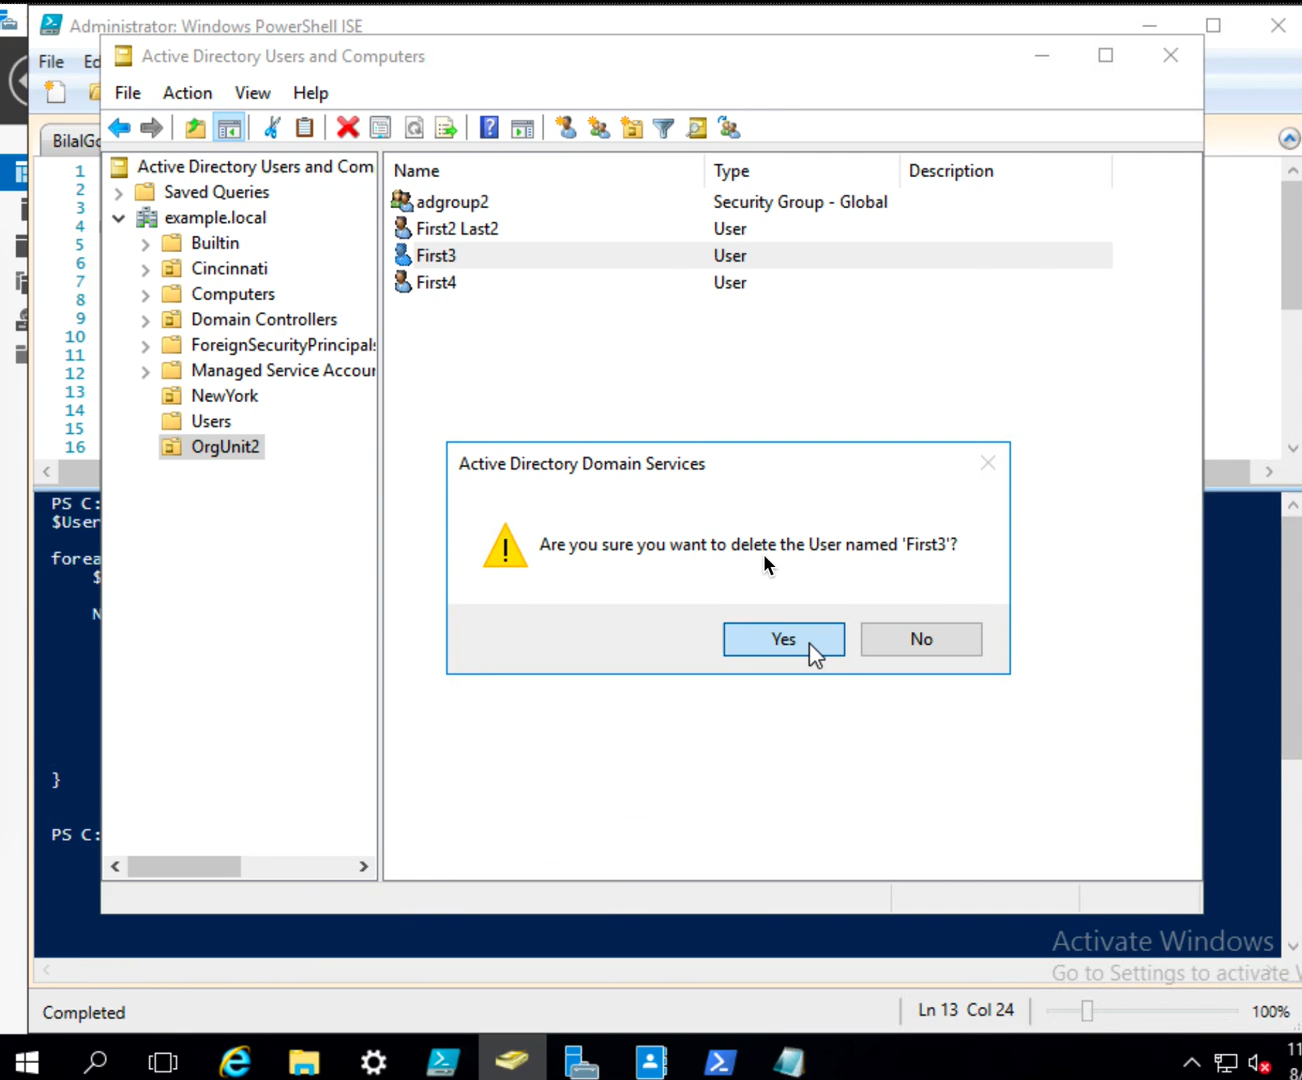 Administrator: Windows PowerShell ISE
File
Active Directory Users and Computers
File Action View Help
BilalGo
1
2
3
4
5
6
7
8
9
10
11
12
13
14
15
16
Active Directory Users and Com
Saved Queries
example.local
Builtin
Cincinnati
Computers
Domain Controllers
ForeignSecurityPrincipals
Managed Service Accour
NewYork
Users
OrgUnit2
Name Type Description
adgroup2 Security Group - Global
First2 Last2 User
First3 User
First4 User
Active Directory Domain Services
Are you sure you want to delete the User named 'First3'?
Yes No
PS C:
$User
forea
$
N
}
PS C:
Activate Windows
Go to Settings to activate
Completed
Ln 13 Col 24
100%